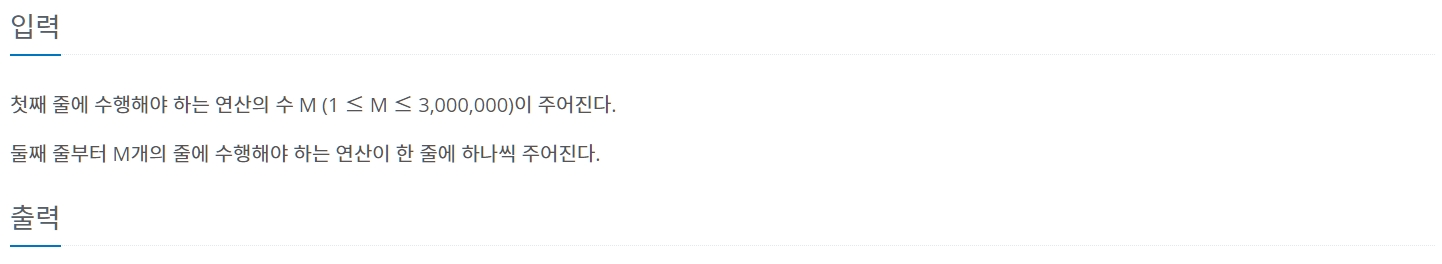 입력
첫째 줄에 수행해야 하는 연산의 수 M (1 ≤ M ≤ 3,000,000)이 주어진다.
둘째 줄부터 M개의 줄에 수행해야 하는 연산이 한 줄에 하나씩 주어진다.
출력